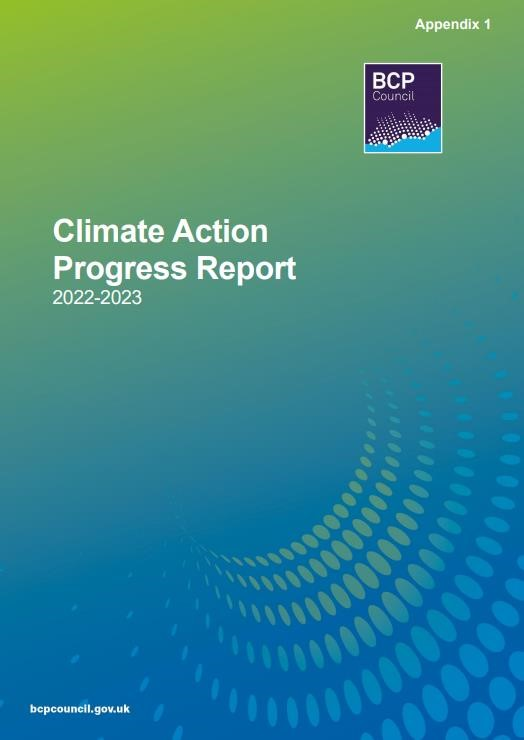 Appendix 1
BCP
Council
Climate Action
Progress Report
2022-2023
bcpcouncil.gov.uk